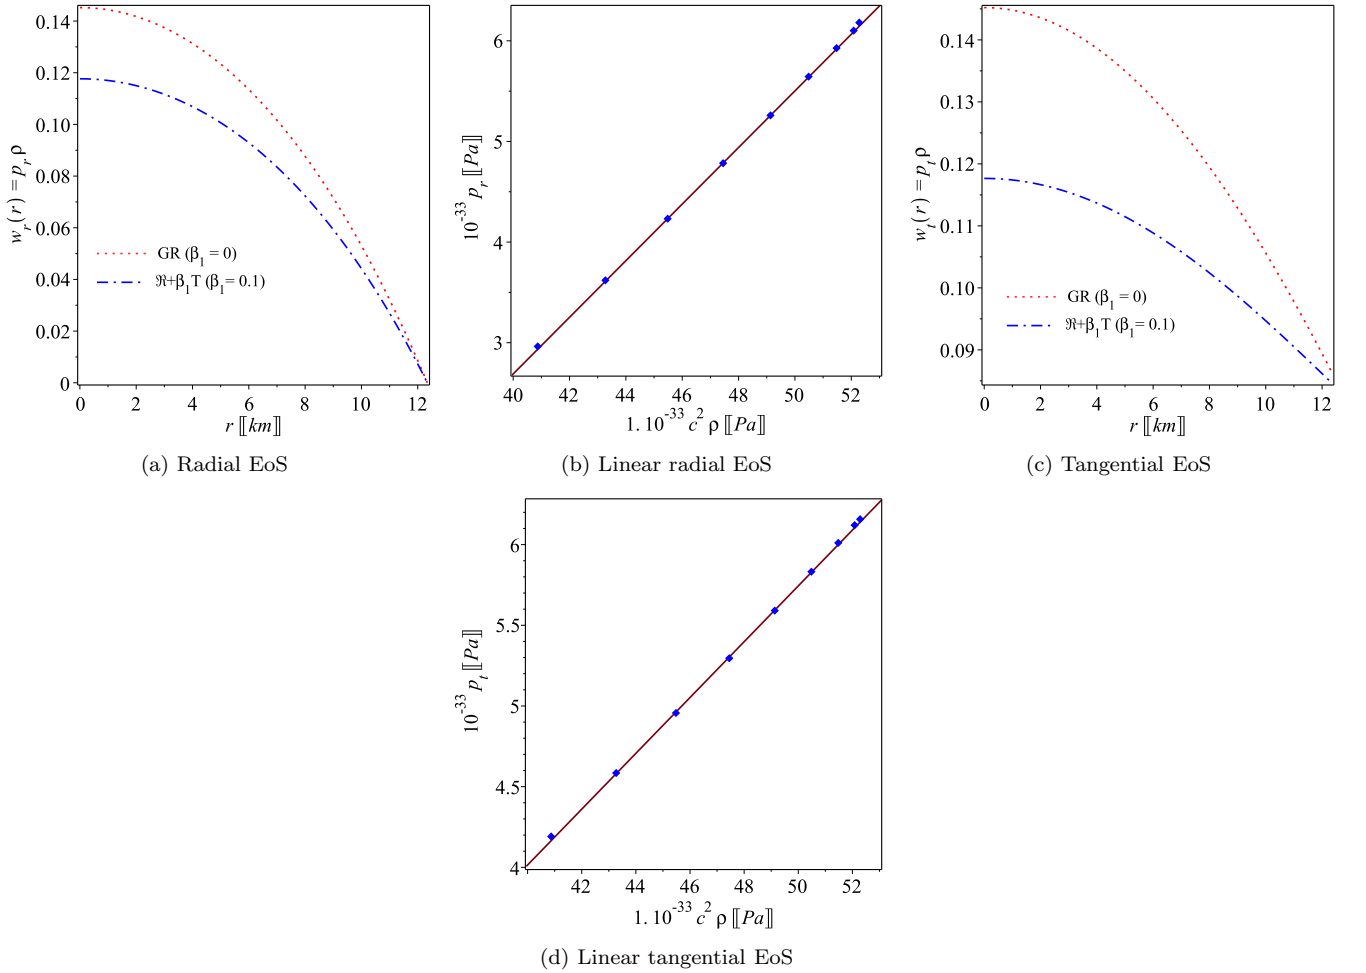 0.14
0.12
0.10
0.08
0.06
0.04
0.02
0
w_r(r) = p_r ρ
GR (β_1 = 0)
ℜ+β_1T (β_1= 0.1)
0 2 4 6 8 10 12
r ⟦km⟧
(a) Radial EoS
6
5
4
3
10^-33 p_r ⟦Pa⟧
40 42 44 46 48 50 52
1. 10^-33 c^2 ρ ⟦Pa⟧
(b) Linear radial EoS
0.14
0.13
0.12
0.11
0.10
0.09
w_t(r) = p_t ρ
GR (β_1 = 0)
ℜ+β_1T (β_1= 0.1)
0 2 4 6 8 10 12
r ⟦km⟧
(c) Tangential EoS
6
5.5
5
4.5
4
10^-33 p_t ⟦Pa⟧
42 44 46 48 50 52
1. 10^-33 c^2 ρ ⟦Pa⟧
(d) Linear tangential EoS